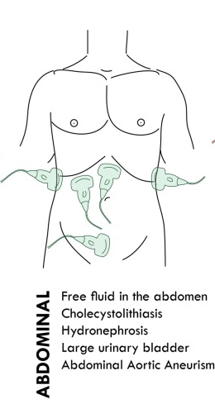 ABDOMINAL
Free fluid in the abdomen
Cholecystolithiasis
Hydronephrosis
Large urinary bladder
Abdominal Aortic Aneurism